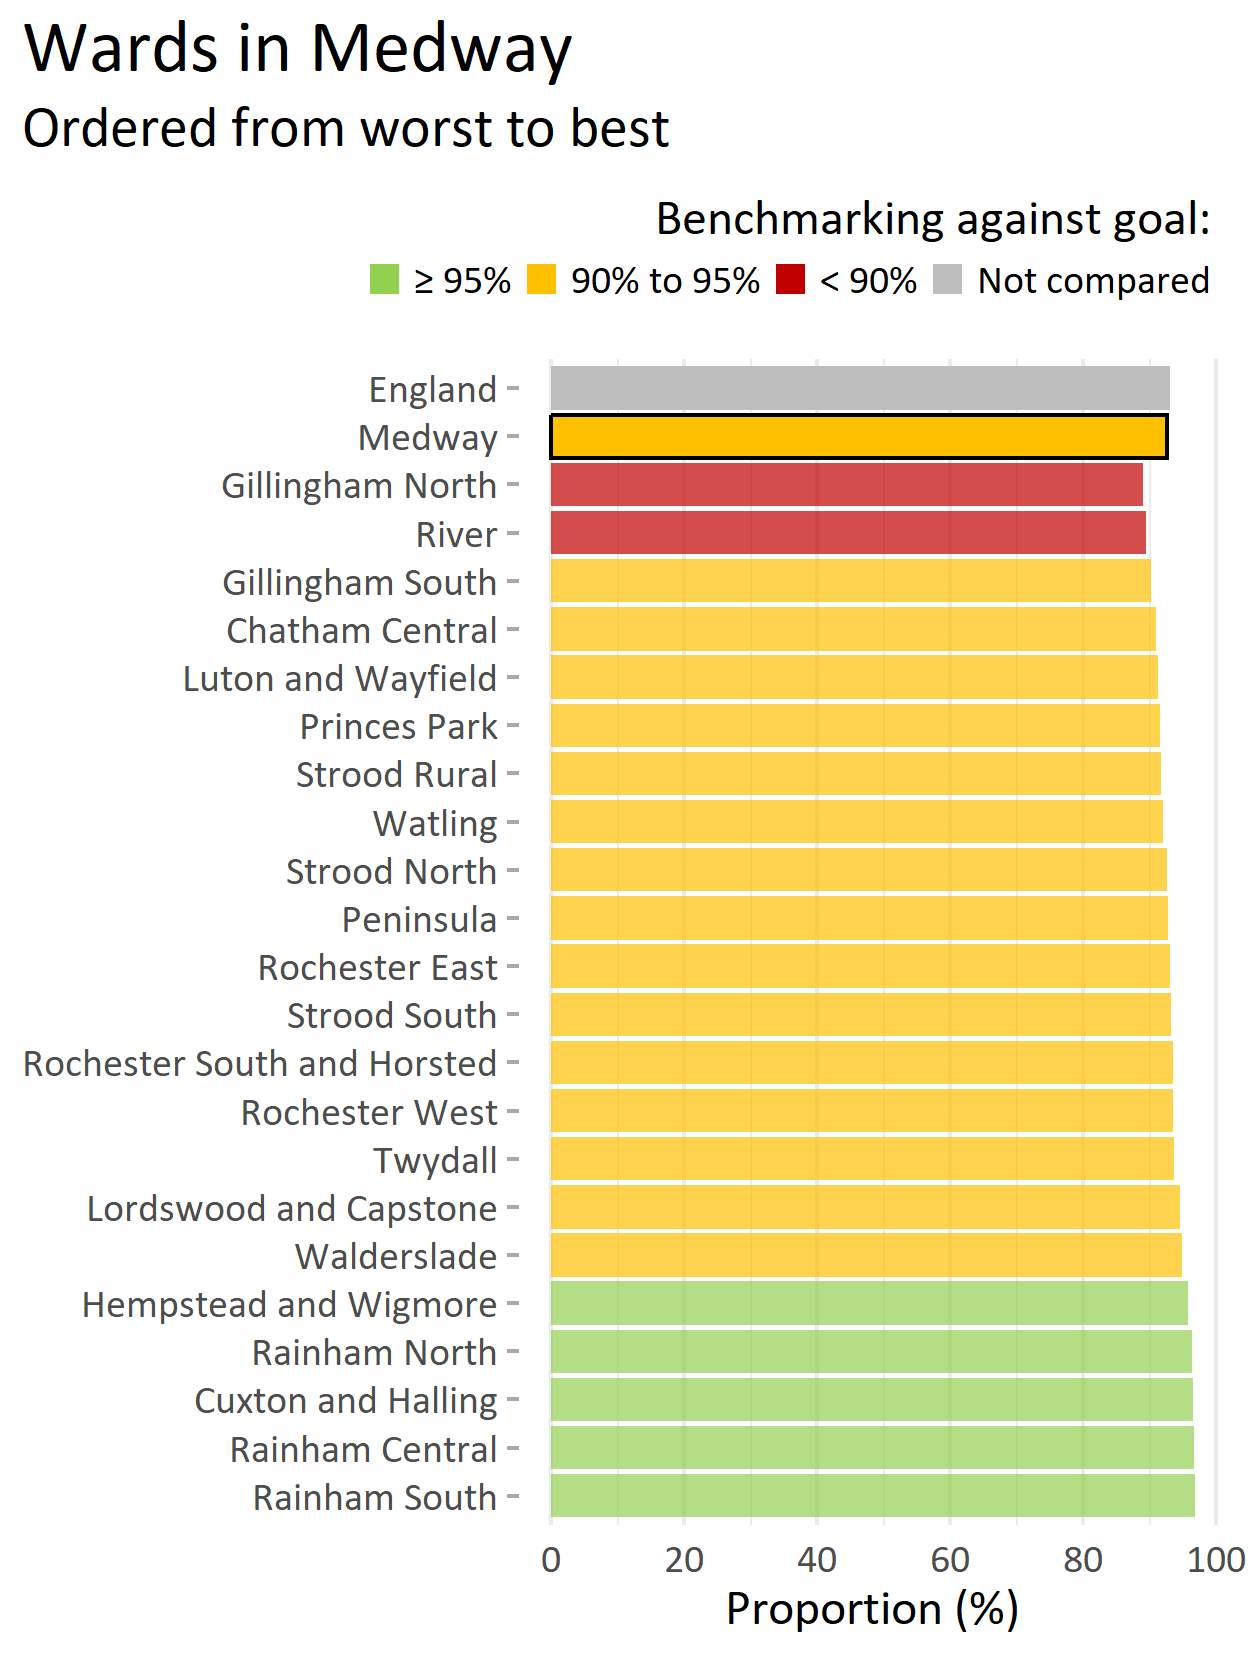 Wards in Medway
Ordered from worst to best
Benchmarking against goal:
≥ 95% 90% to 95% < 90% Not compared
England
Medway
Gillingham North
River
Gillingham South
Chatham Central
Luton and Wayfield
Princes Park
Strood Rural
Watling
Strood North
Peninsula
Rochester East
Strood South
Rochester South and Horsted
Rochester West
Twydall
Lordswood and Capstone
Walderslade
Hempstead and Wigmore
Rainham North
Cuxton and Halling
Rainham Central
Rainham South
0 20 40 60 80 100
Proportion (%)